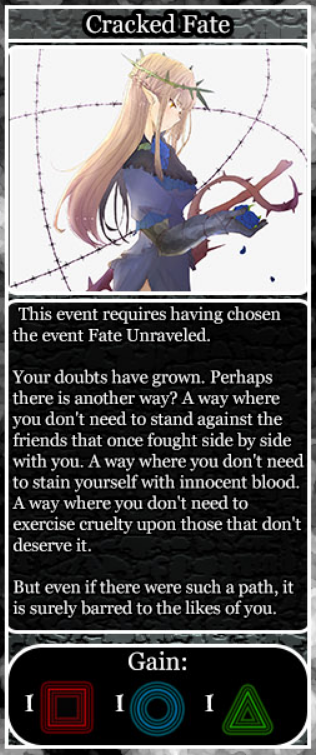 Cracked Fate
This event requires having chosen
the event Fate Unraveled.
Your doubts have grown. Perhaps
there is another way? A way where
you don't need to stand against the
friends that once fought side by side
with you. A way where you don't need
to stain yourself with innocent blood.
A way where you don't need to
exercise cruelty upon those that don't
deserve it.
But even if there were such a path, it
is surely barred to the likes of you.
Gain:
1 1 1